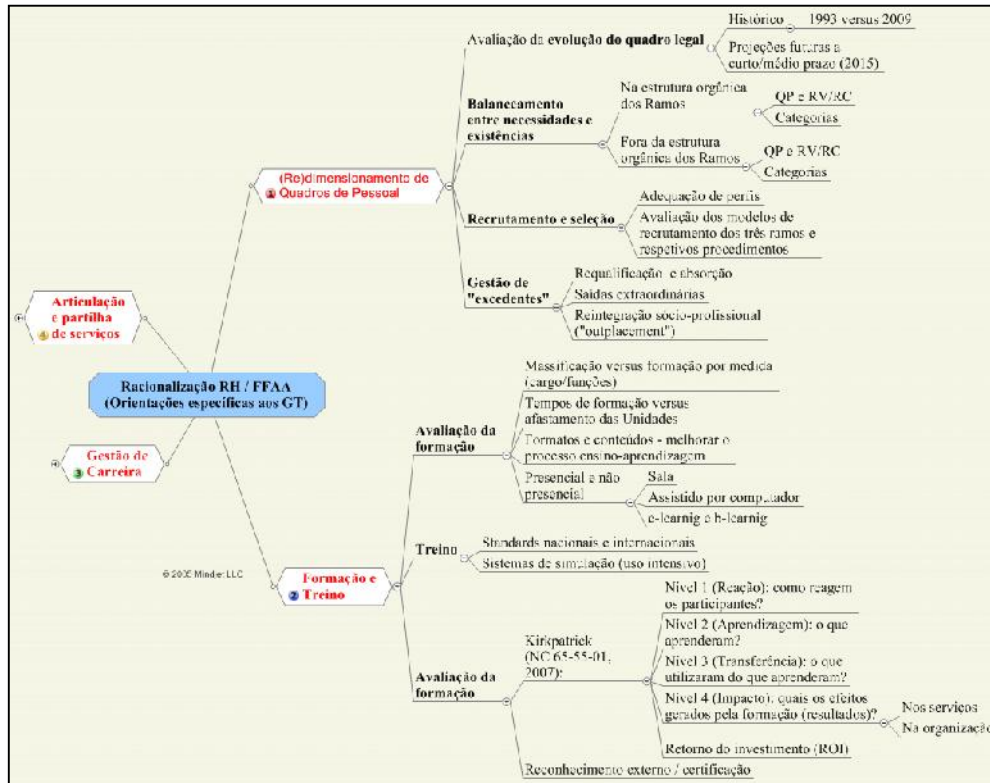 Histórico
1993 versus 2009
Avaliação da evolução do quadro legal
Projeções futuras a
curto/médio prazo (2015)
Balanceamento
entre necessidades e
existências
Na estrutura orgânica
dos Ramos
QP e RV/RC
Categorias
Fora da estrutura
orgânica dos Ramos
QP e RV/RC
Categorias
(Re)dimensionamento de
1 Quadros de Pessoal
Recrutamento e seleção
Adequação de perfis
Avaliação dos modelos de
recrutamento dos três ramos e
respetivos procedimentos
Gestão de
"excedentes"
Requalificação e absorção
Saídas extraordinárias
Reintegração sócio-profissional
("outplacement")
Articulação
e partilha
4 de serviços
Racionalização RH / FFAA
(Orientações específicas aos GT)
Gestão de
3 Carreira
Avaliação da
formação
Massificação versus formação por medida
(cargo/funções)
Tempos de formação versus
afastamento das Unidades
Formatos e conteúdos - melhorar o
processo ensino-aprendizagem
Presencial e não
presencial
Sala
Assistido por computador
e-learnig e b-learnig
Treino
Standards nacionais e internacionais
Sistemas de simulação (uso intensivo)
Formação e
2 Treino
Avaliação da
formação
Kirkpatrick
(NC 65-55-01,
2007):
Nível 1 (Reação): como reagem
os participantes?
Nível 2 (Aprendizagem): o que
aprenderam?
Nível 3 (Transferência): o que
utilizaram do que aprenderam?
Nível 4 (Impacto): quais os efeitos
gerados pela formação (resultados)?
Nos serviços
Na organização
Retorno do investimento (ROI)
Reconhecimento externo / certificação
© 2005 Mindjet LLC